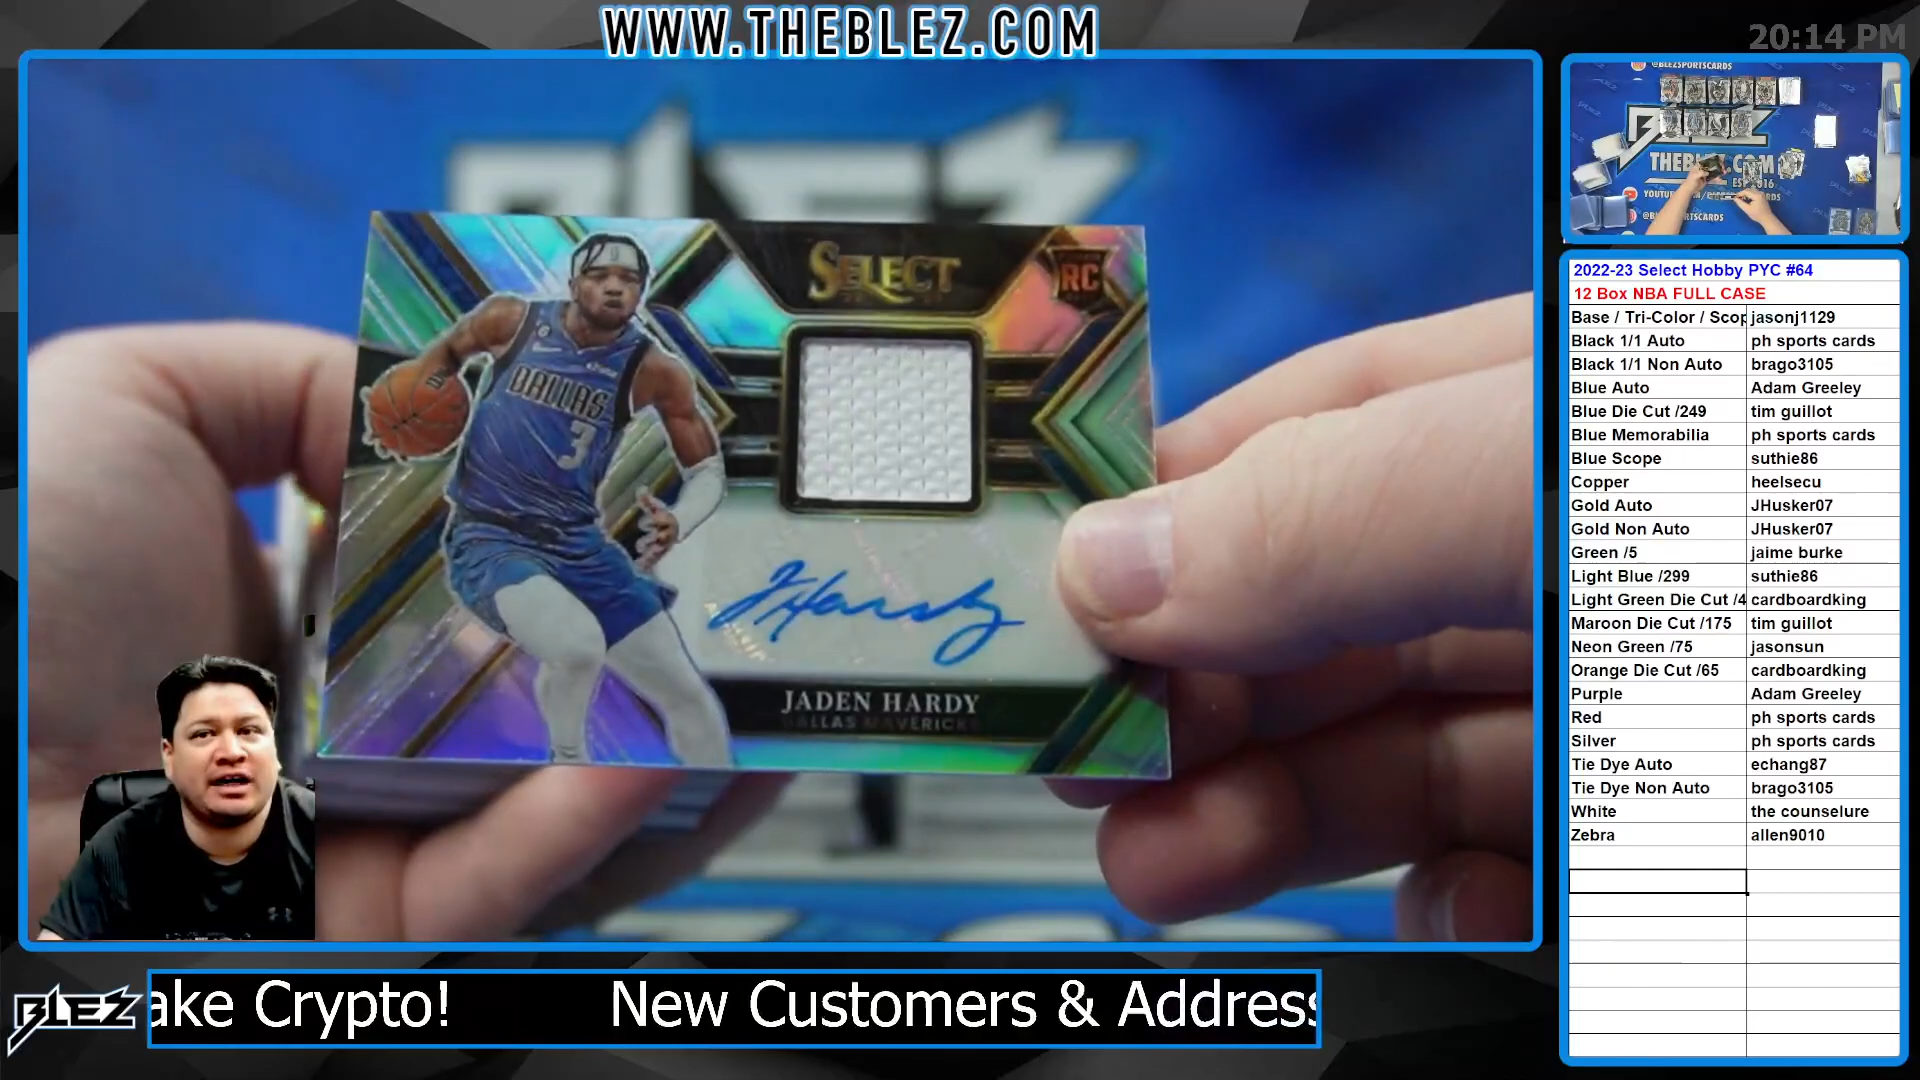 WWW.THEBLEZ.COM
20:14 PM
@BLEZSPORTSCARDS
SELECT
RC
DALLAS
3
JADEN HARDY
DALLAS MAVERICKS
J Hardy
2022-23 Select Hobby PYC #64
12 Box NBA FULL CASE
Base / Tri-Color / Scop jasonj1129
Black 1/1 Auto ph sports cards
Black 1/1 Non Auto brago3105
Blue Auto Adam Greeley
Blue Die Cut /249 tim guillot
Blue Memorabilia ph sports cards
Blue Scope suthie86
Copper heelsecu
Gold Auto JHusker07
Gold Non Auto JHusker07
Green /5 jaime burke
Light Blue /299 suthie86
Light Green Die Cut /4 cardboardking
Maroon Die Cut /175 tim guillot
Neon Green /75 jasonsun
Orange Die Cut /65 cardboardking
Purple Adam Greeley
Red ph sports cards
Silver ph sports cards
Tie Dye Auto echang87
Tie Dye Non Auto brago3105
White the counselure
Zebra allen9010
BLEZ
ake Crypto! New Customers & Address